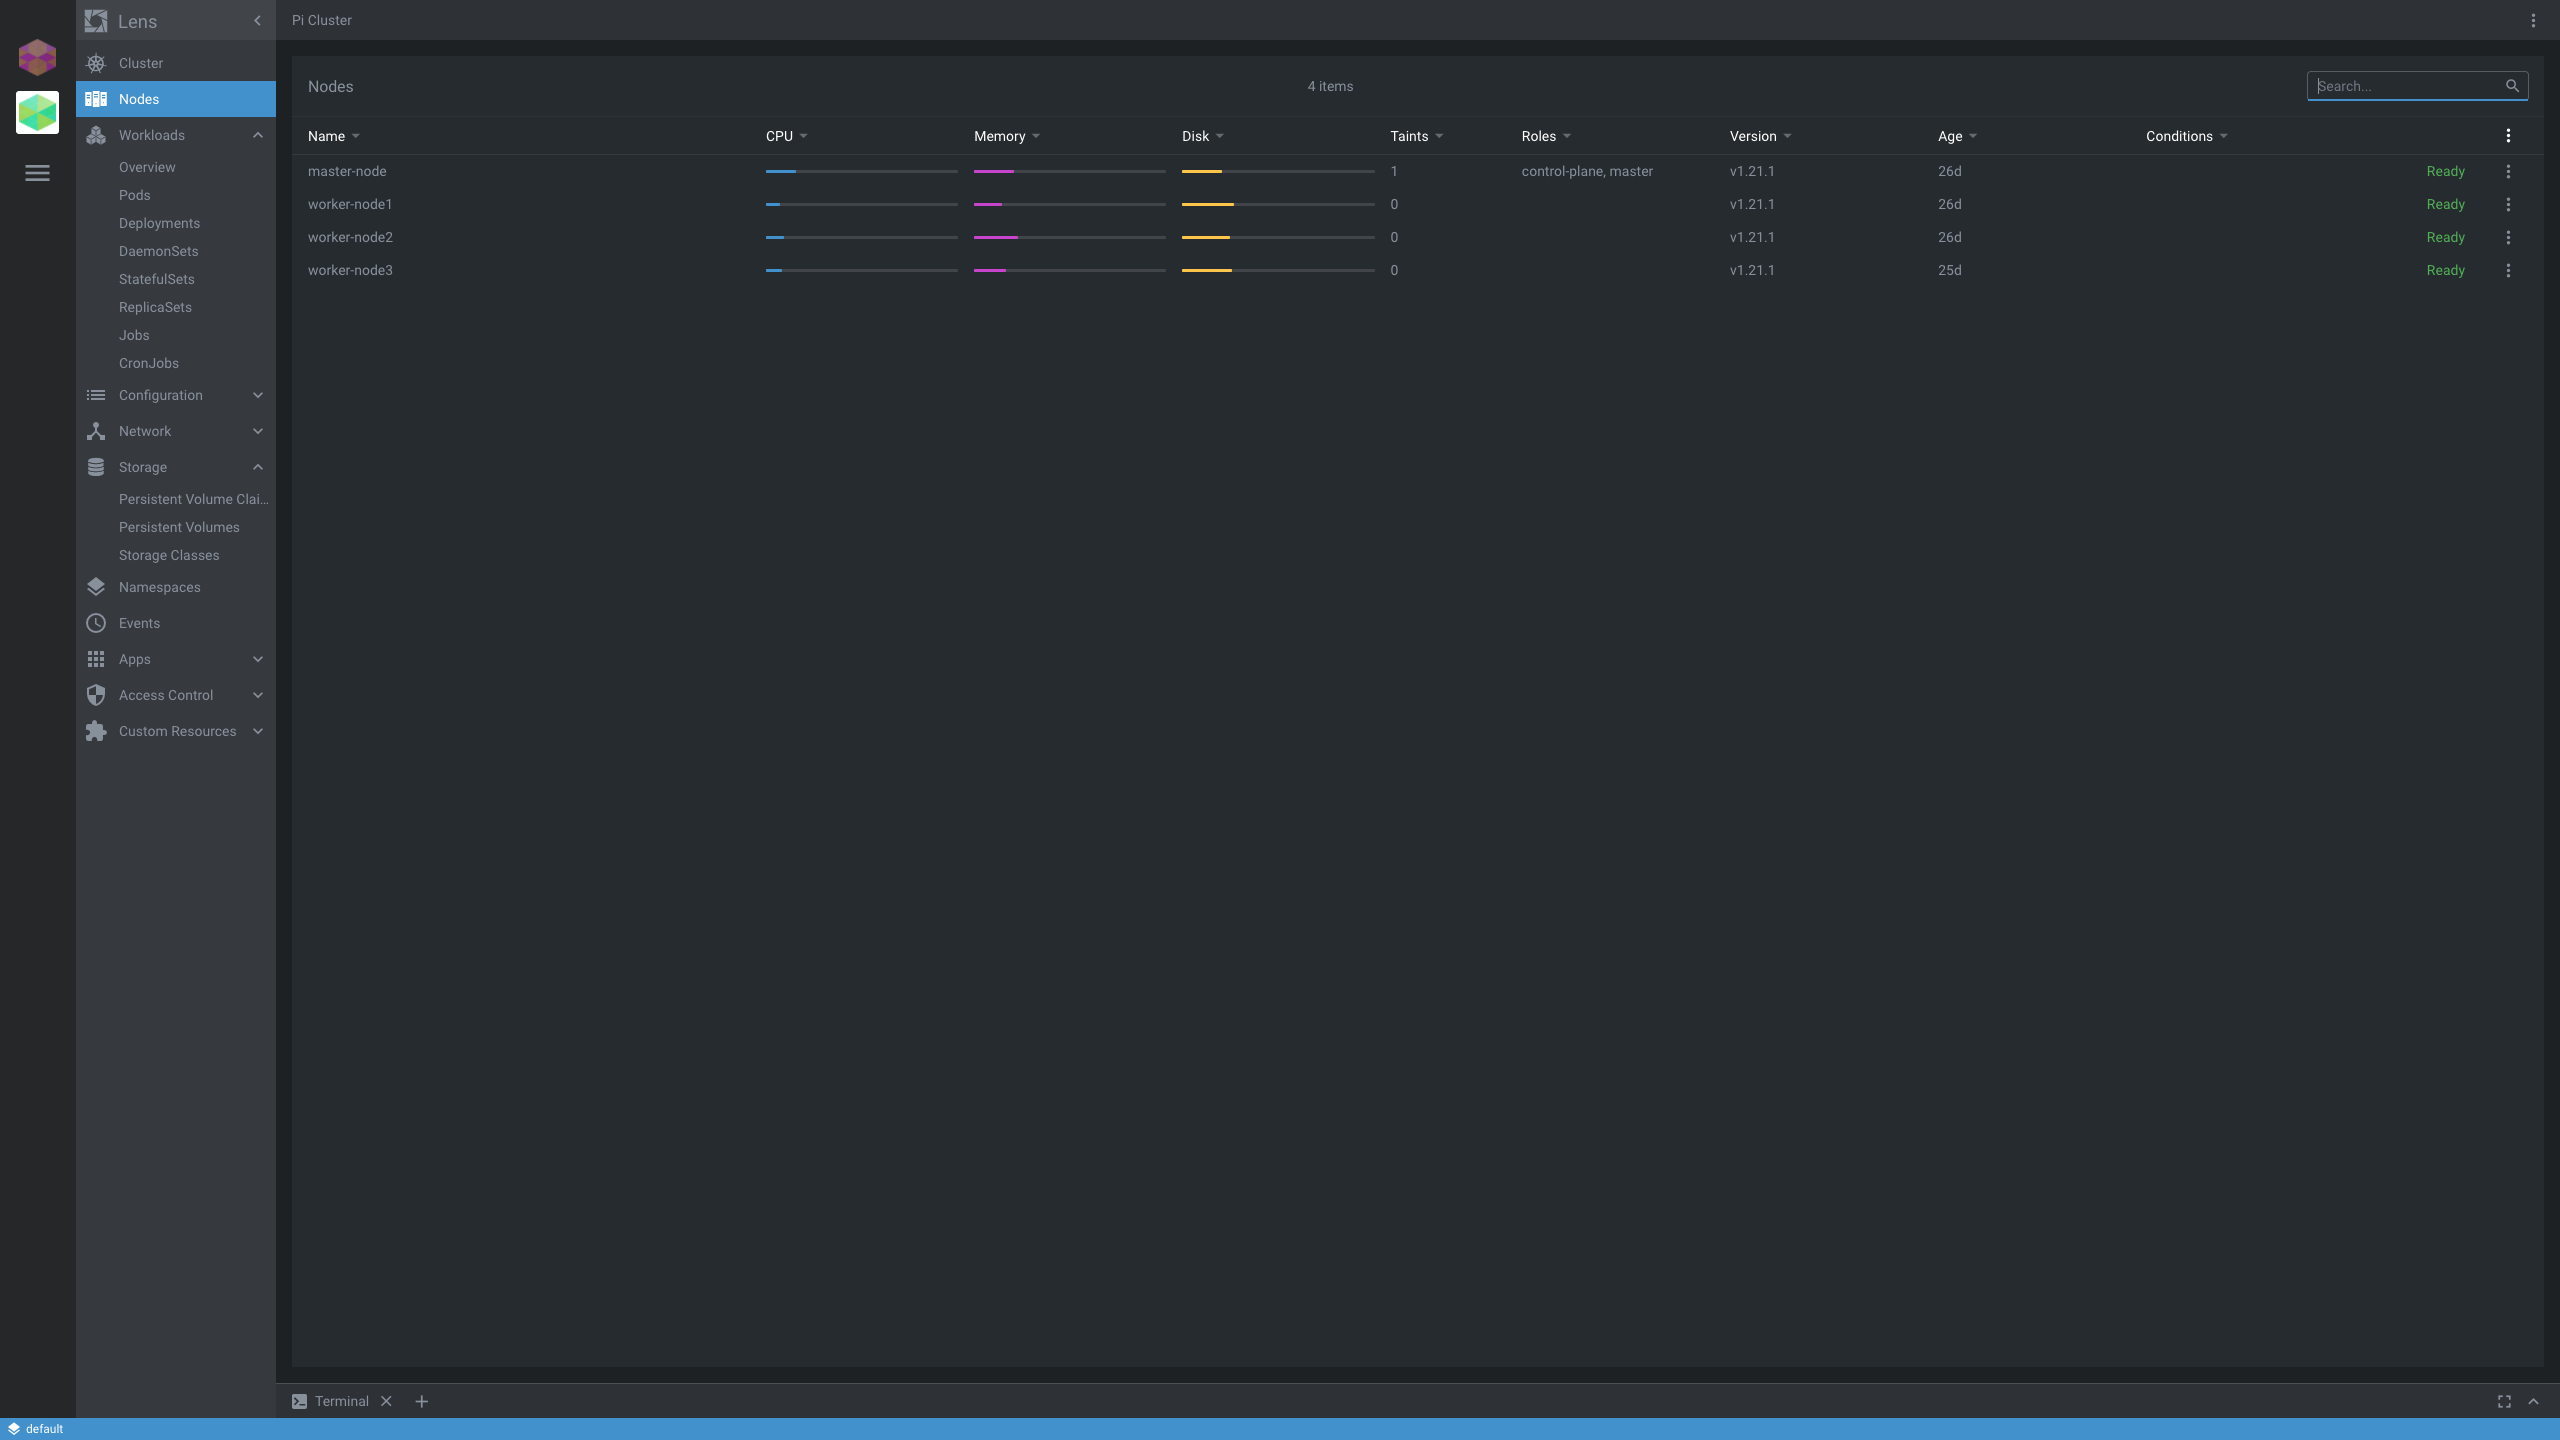 Lens
Pi Cluster
Cluster
Nodes
Workloads
Overview
Pods
Deployments
DaemonSets
StatefulSets
ReplicaSets
Jobs
CronJobs
Configuration
Network
Storage
Persistent Volume Clai...
Persistent Volumes
Storage Classes
Namespaces
Events
Apps
Access Control
Custom Resources
Nodes 4 items Search...
Name CPU Memory Disk Taints Roles Version Age Conditions
master-node 1 control-plane, master v1.21.1 26d Ready
worker-node1 0 v1.21.1 26d Ready
worker-node2 0 v1.21.1 26d Ready
worker-node3 0 v1.21.1 25d Ready
Terminal
default